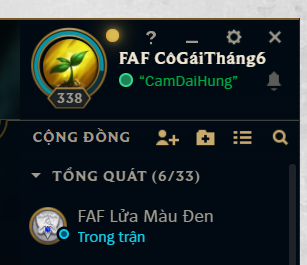 ?
FAF CôGáiTháng6
"CamDaiHung"
338
CỘNG ĐỒNG
TỔNG QUÁT (6/33)
FAF Lửa Màu Đen
Trong trận